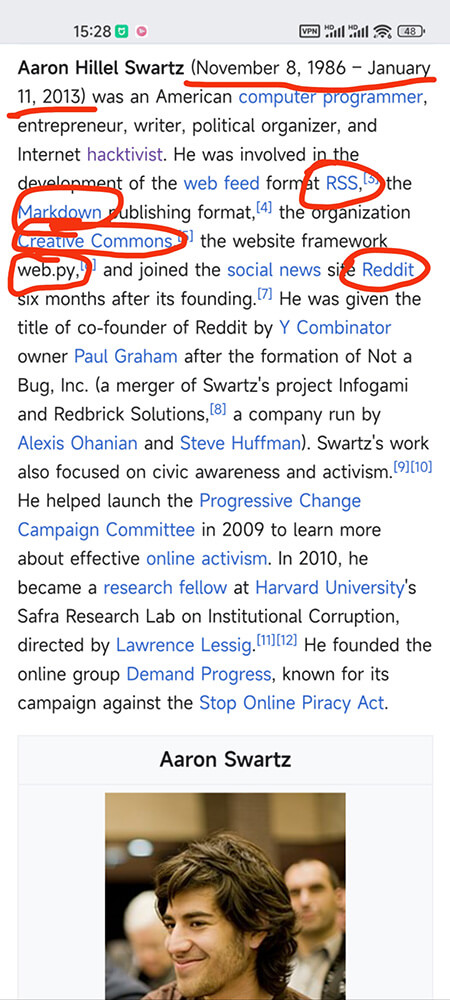 15:28 VPN HD HD 48
Aaron Hillel Swartz (November 8, 1986 – January
11, 2013) was an American computer programmer,
entrepreneur, writer, political organizer, and
Internet hacktivist. He was involved in the
development of the web feed format RSS,[3] the
Markdown publishing format,[4] the organization
Creative Commons,[5] the website framework
web.py,[6] and joined the social news site Reddit
six months after its founding.[7] He was given the
title of co-founder of Reddit by Y Combinator
owner Paul Graham after the formation of Not a
Bug, Inc. (a merger of Swartz's project Infogami
and Redbrick Solutions,[8] a company run by
Alexis Ohanian and Steve Huffman). Swartz's work
also focused on civic awareness and activism.[9][10]
He helped launch the Progressive Change
Campaign Committee in 2009 to learn more
about effective online activism. In 2010, he
became a research fellow at Harvard University's
Safra Research Lab on Institutional Corruption,
directed by Lawrence Lessig.[11][12] He founded the
online group Demand Progress, known for its
campaign against the Stop Online Piracy Act.
Aaron Swartz